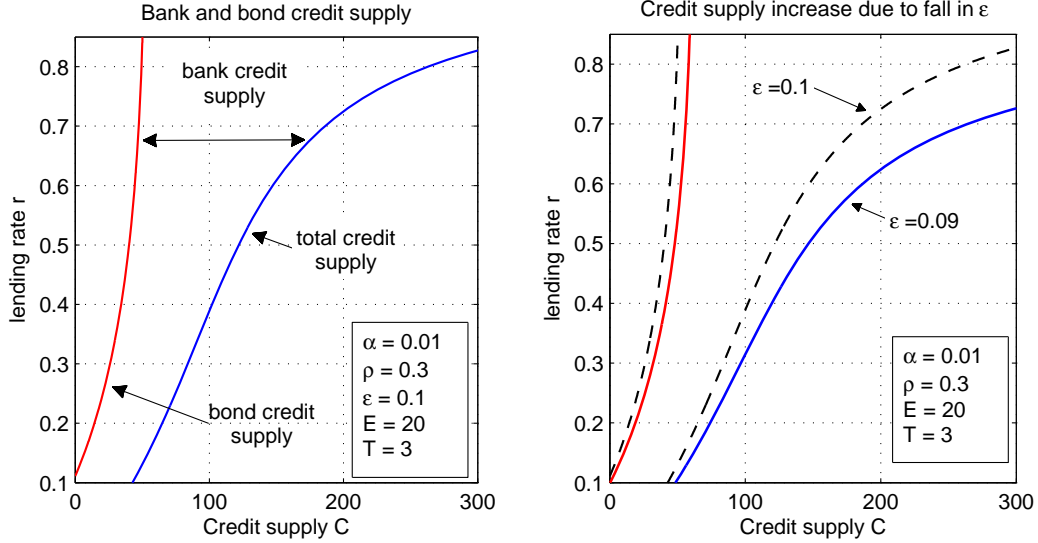 Bank and bond credit supply
0.8
0.7
0.6
0.5
0.4
0.3
0.2
0.1
lending rate r
bank credit
supply
total credit
supply
bond credit
supply
α = 0.01
ρ = 0.3
ε = 0.1
E = 20
T = 3
0
100
200
300
Credit supply C
Credit supply increase due to fall in ε
0.8
0.7
0.6
0.5
0.4
0.3
0.2
0.1
lending rate r
ε =0.1
ε =0.09
α = 0.01
ρ = 0.3
E = 20
T = 3
0
100
200
300
Credit supply C